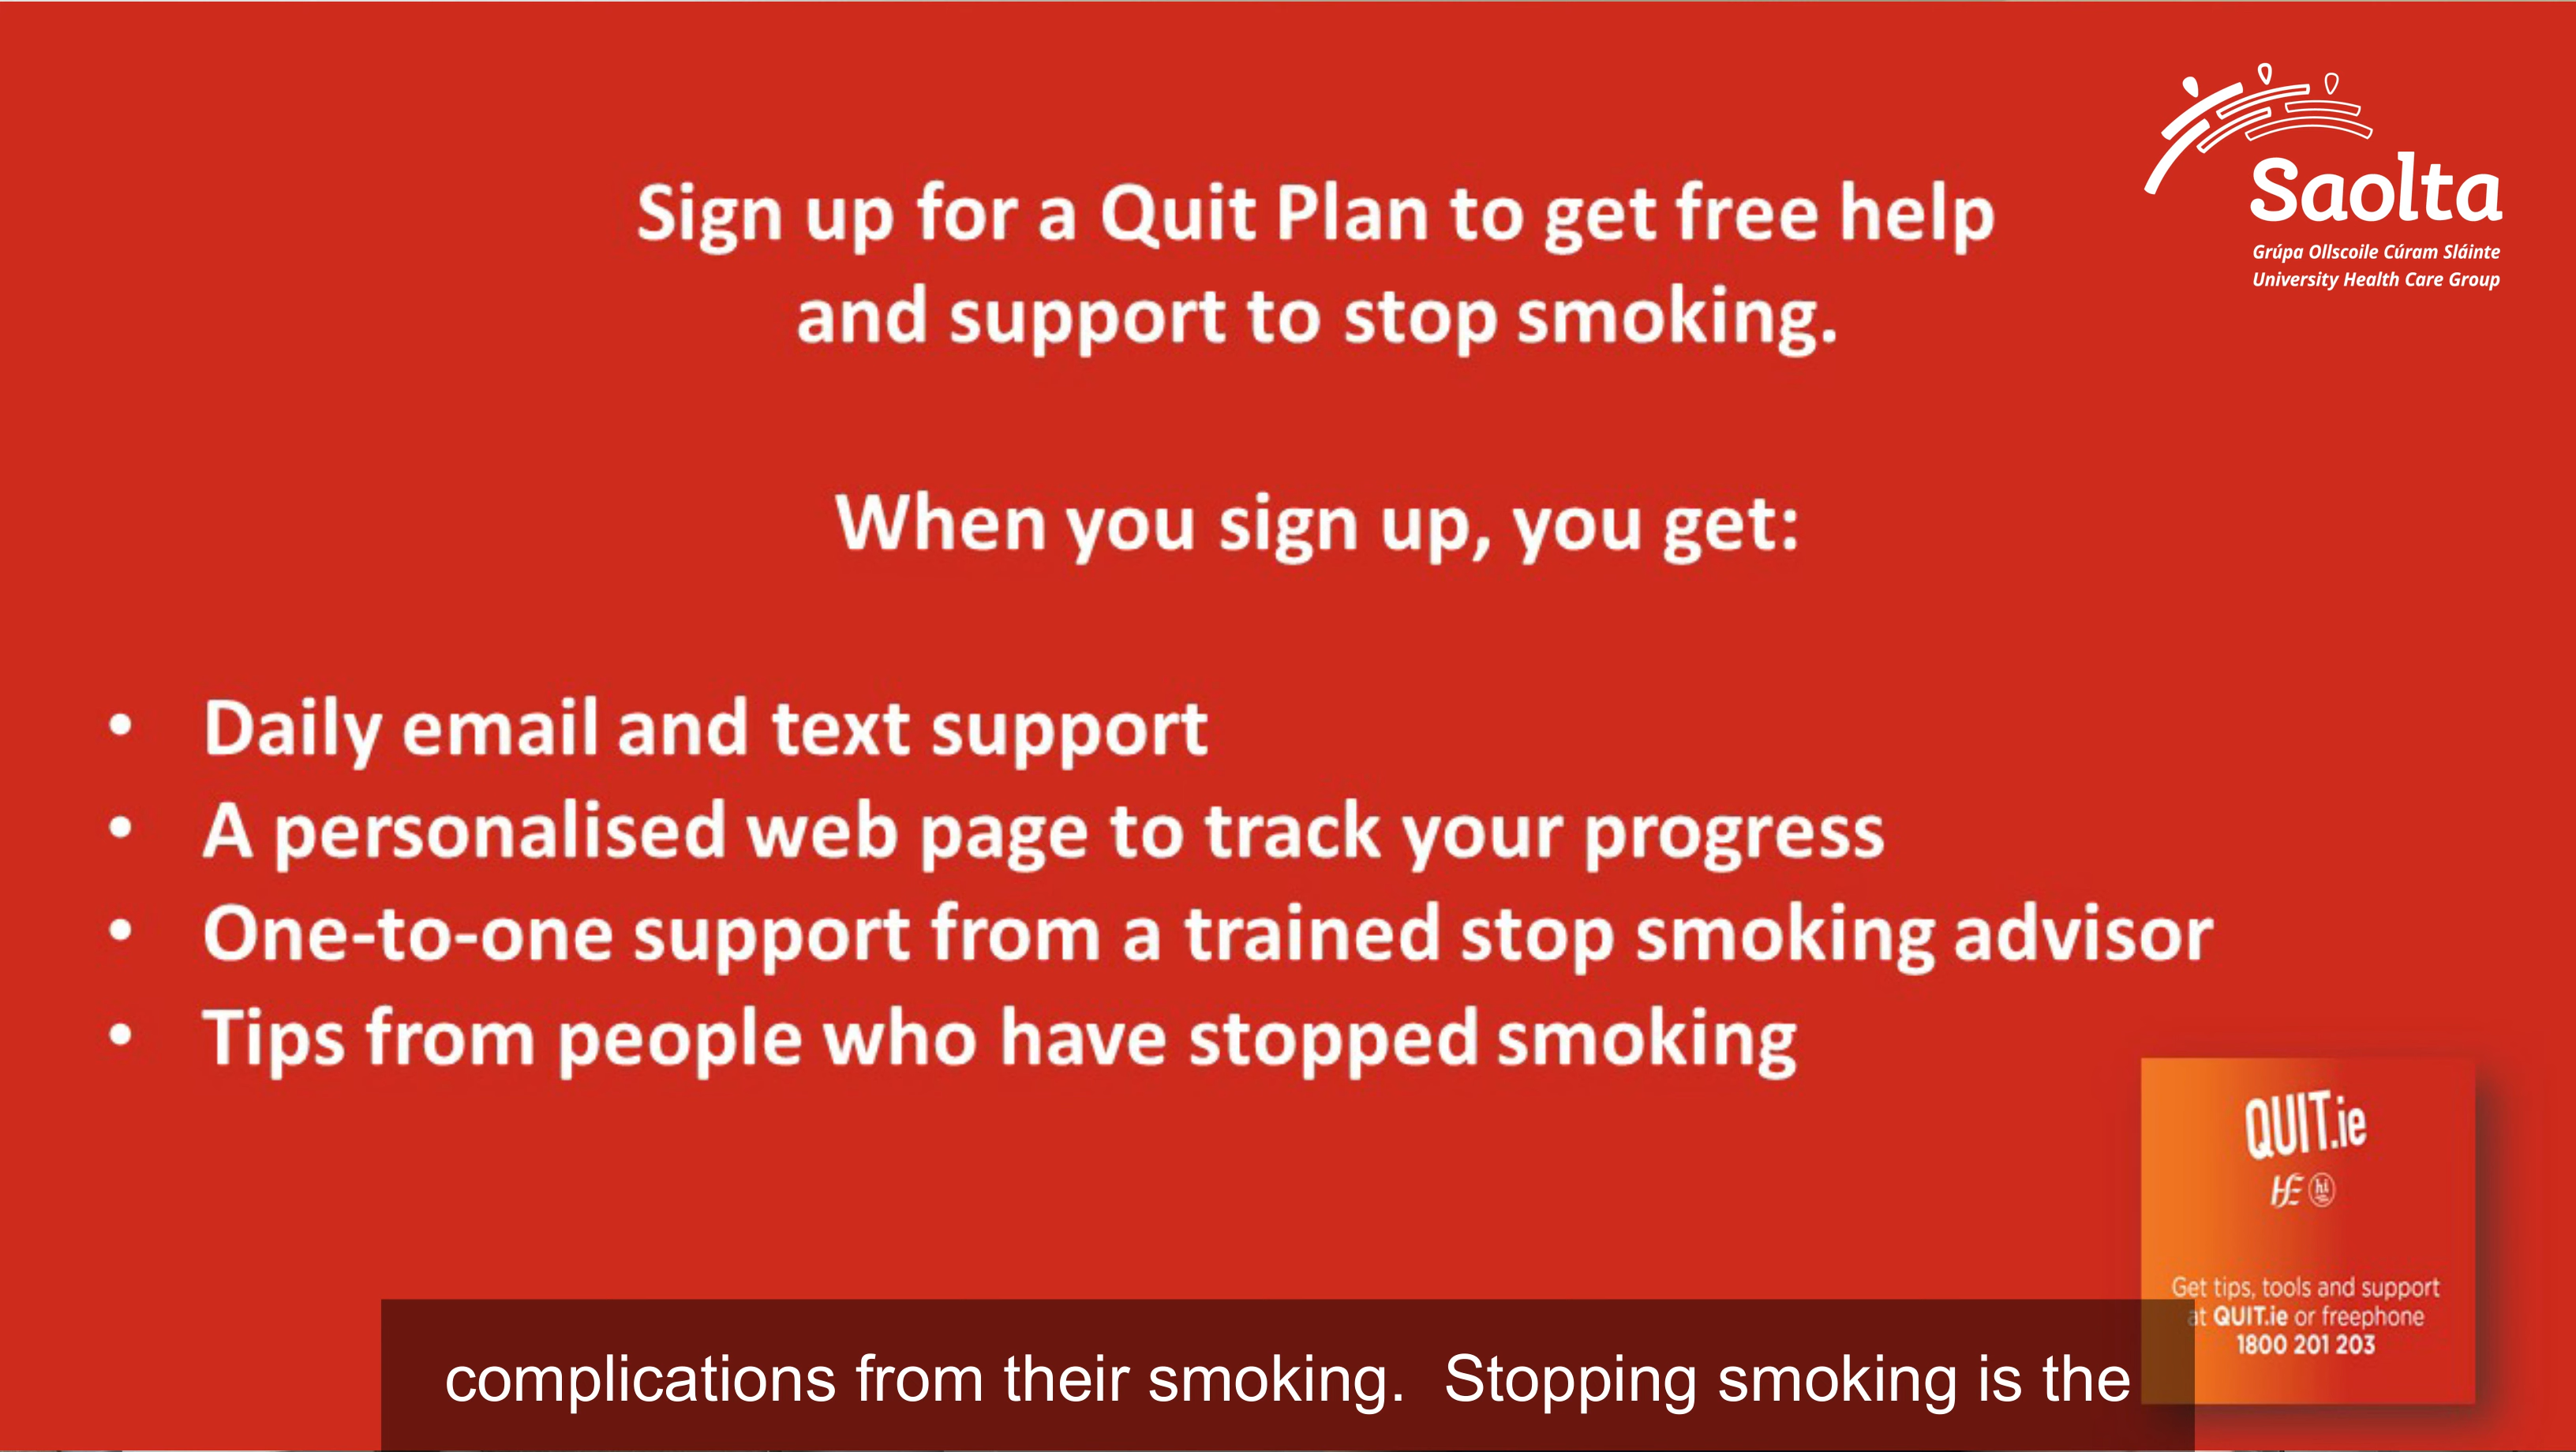 Saolta
Grúpa Ollscoile Cúram Sláinte
University Health Care Group
Sign up for a Quit Plan to get free help
and support to stop smoking.
When you sign up, you get:
• Daily email and text support
• A personalised web page to track your progress
• One-to-one support from a trained stop smoking advisor
• Tips from people who have stopped smoking
QUIT.ie
HE hi
Get tips, tools and support
at QUIT.ie or freephone
1800 201 203
complications from their smoking.  Stopping smoking is the